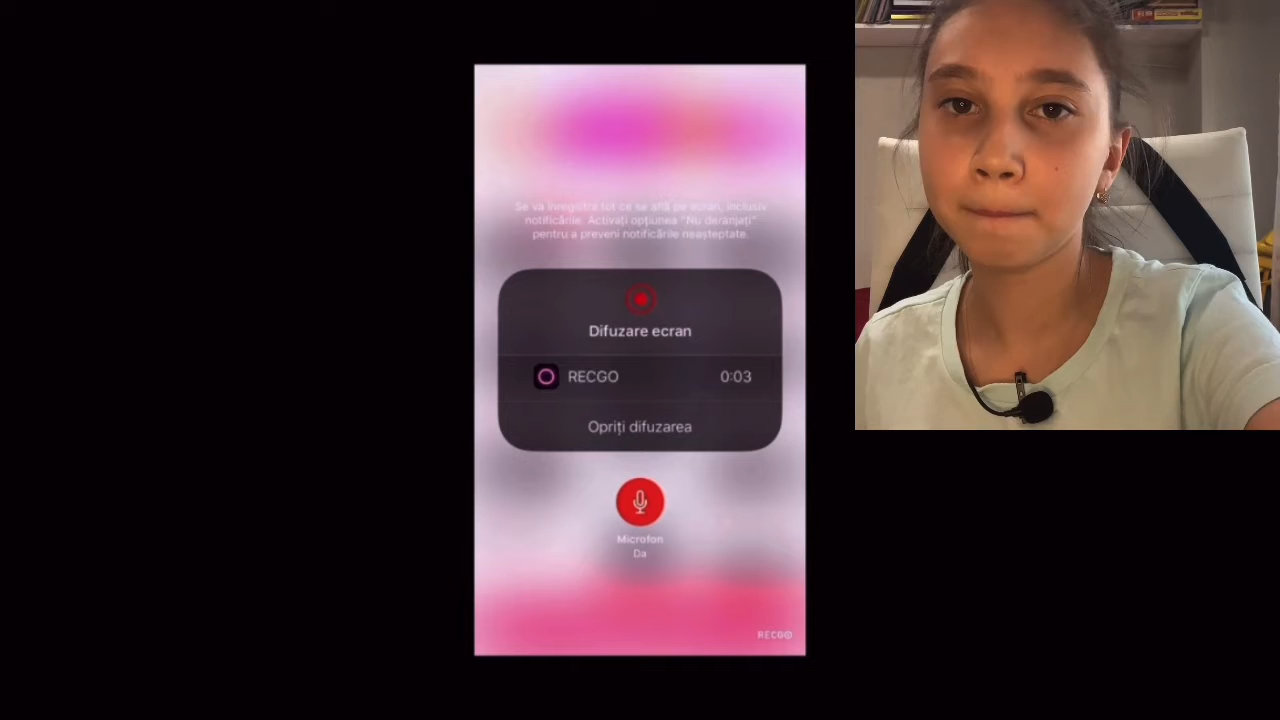 Se va înregistra tot ce se află pe ecran, inclusiv
notificările. Activați opțiunea "Nu deranjați"
pentru a preveni notificările neașteptate.
Difuzare ecran
RECGO 0:03
Opriți difuzarea
Microfon
Da
RECGO